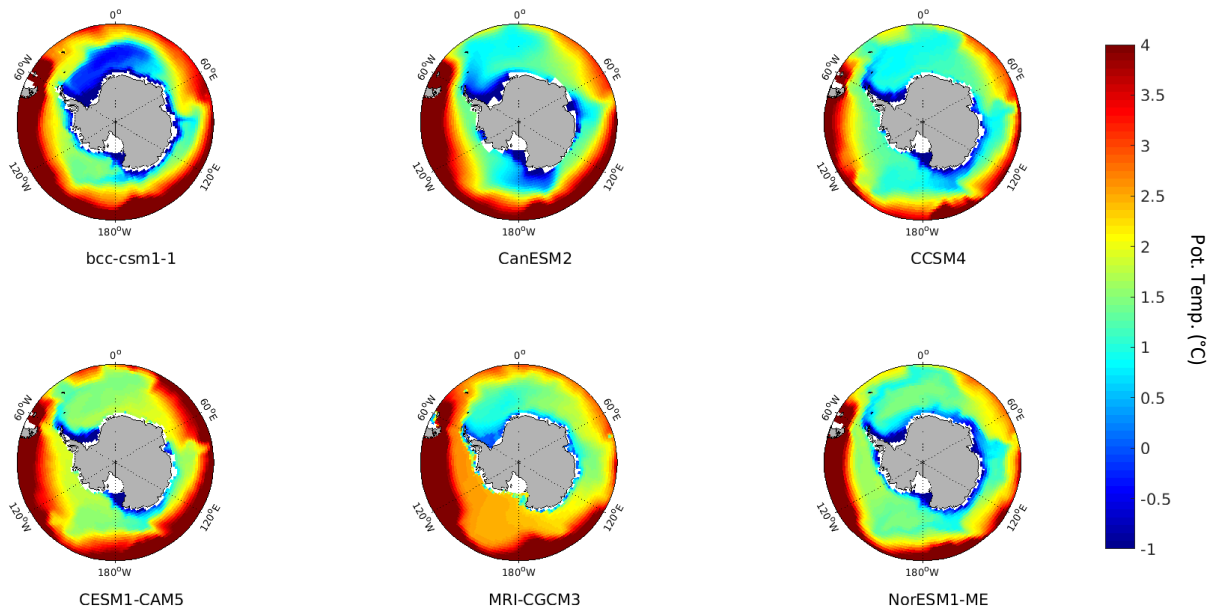 0°
0°
0°
60°W
60°E
60°W
60°E
60°W
60°E
120°W
120°E
120°W
120°E
120°W
120°E
180°W
180°W
180°W
bcc-csm1-1
CanESM2
CCSM4
0°
0°
0°
60°W
60°E
60°W
60°E
60°W
60°E
120°W
120°E
120°W
120°E
120°W
120°E
180°W
180°W
180°W
CESM1-CAM5
MRI-CGCM3
NorESM1-ME
4
3.5
3
2.5
2
1.5
1
0.5
0
-0.5
-1
Pot. Temp. (°C)